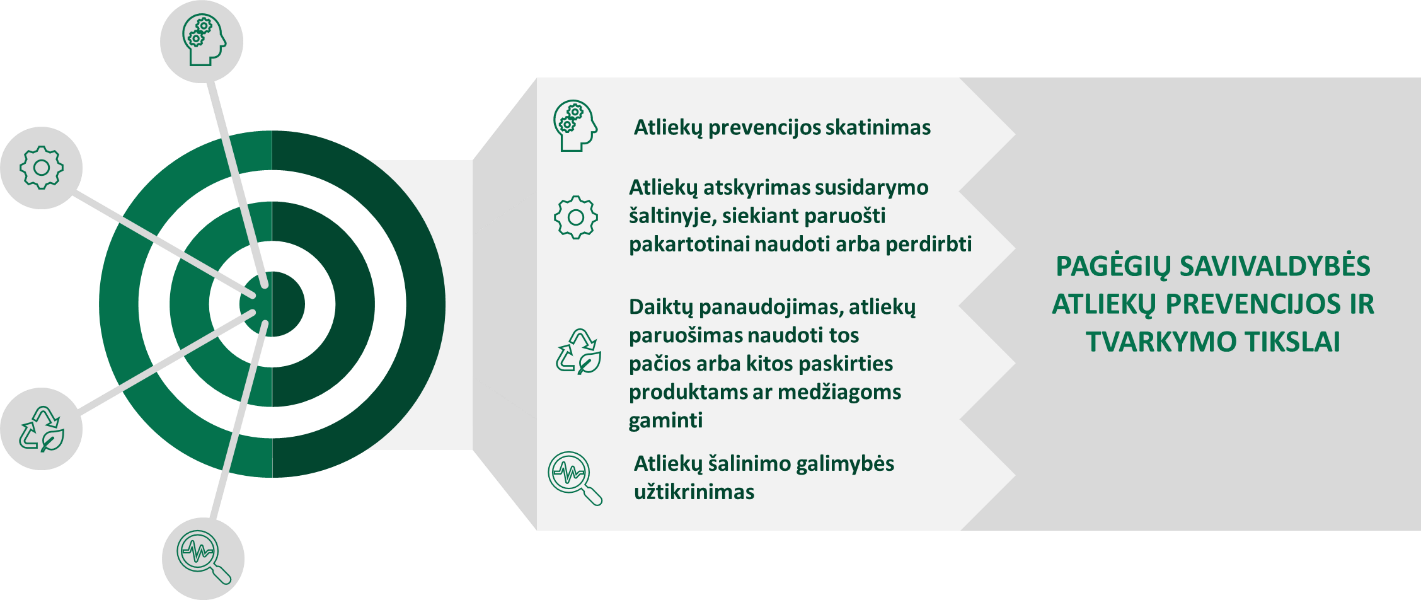 Atliekų prevencijos skatinimas
Atliekų atskyrimas susidarymo
šaltinyje, siekiant paruošti
pakartotinai naudoti arba perdirbti
Daiktų panaudojimas, atliekų
paruošimas naudoti tos
pačios arba kitos paskirties
produktams ar medžiagoms
gaminti
Atliekų šalinimo galimybės
užtikrinimas
PAGĖGIŲ SAVIVALDYBĖS
ATLIEKŲ PREVENCIJOS IR
TVARKYMO TIKSLAI